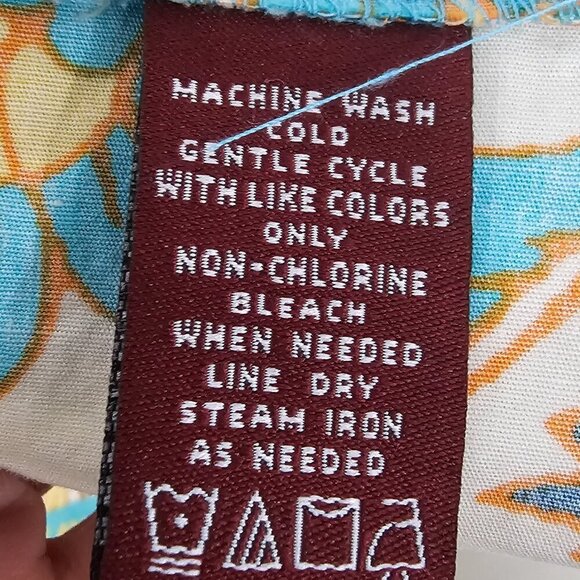 MACHINE WASH
COLD
GENTLE CYCLE
WITH LIKE COLORS
ONLY
NON-CHLORINE
BLEACH
WHEN NEEDED
LINE DRY
STEAM IRON
AS NEEDED